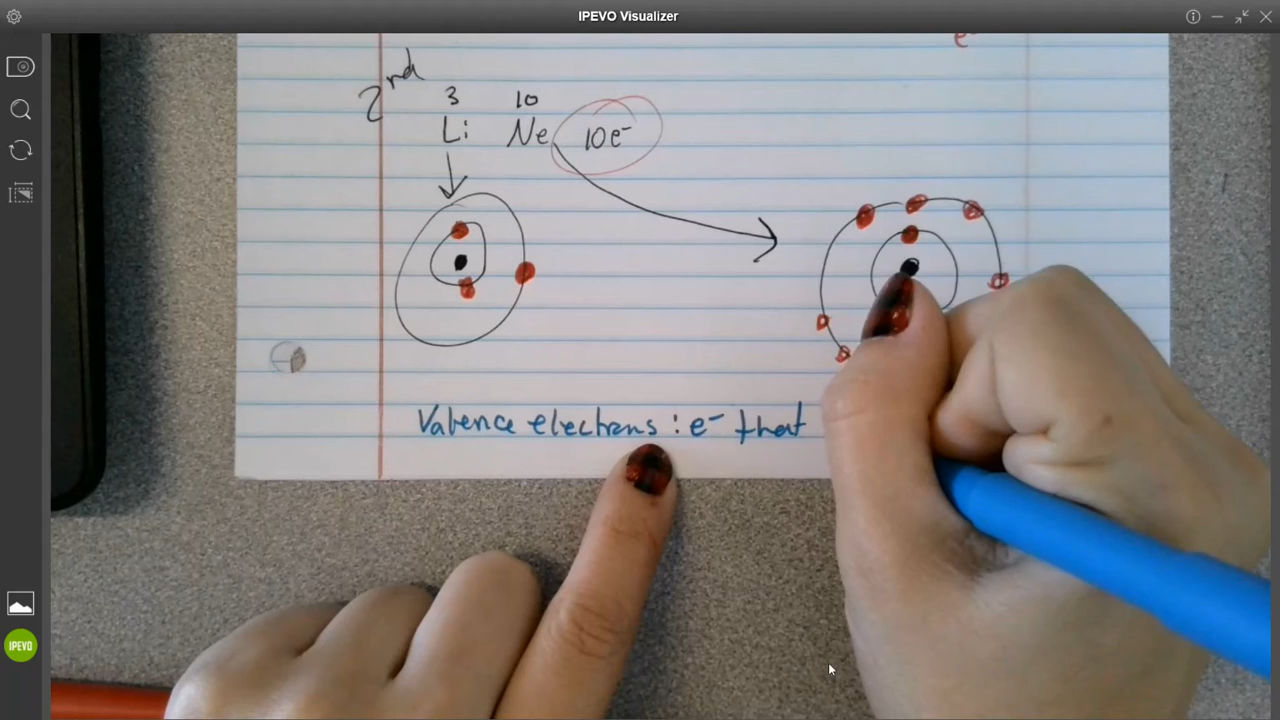 IPEVO Visualizer
e⁻
2nd
3 10
Li Ne 10e⁻
Valence electrons : e⁻ that
IPEVO